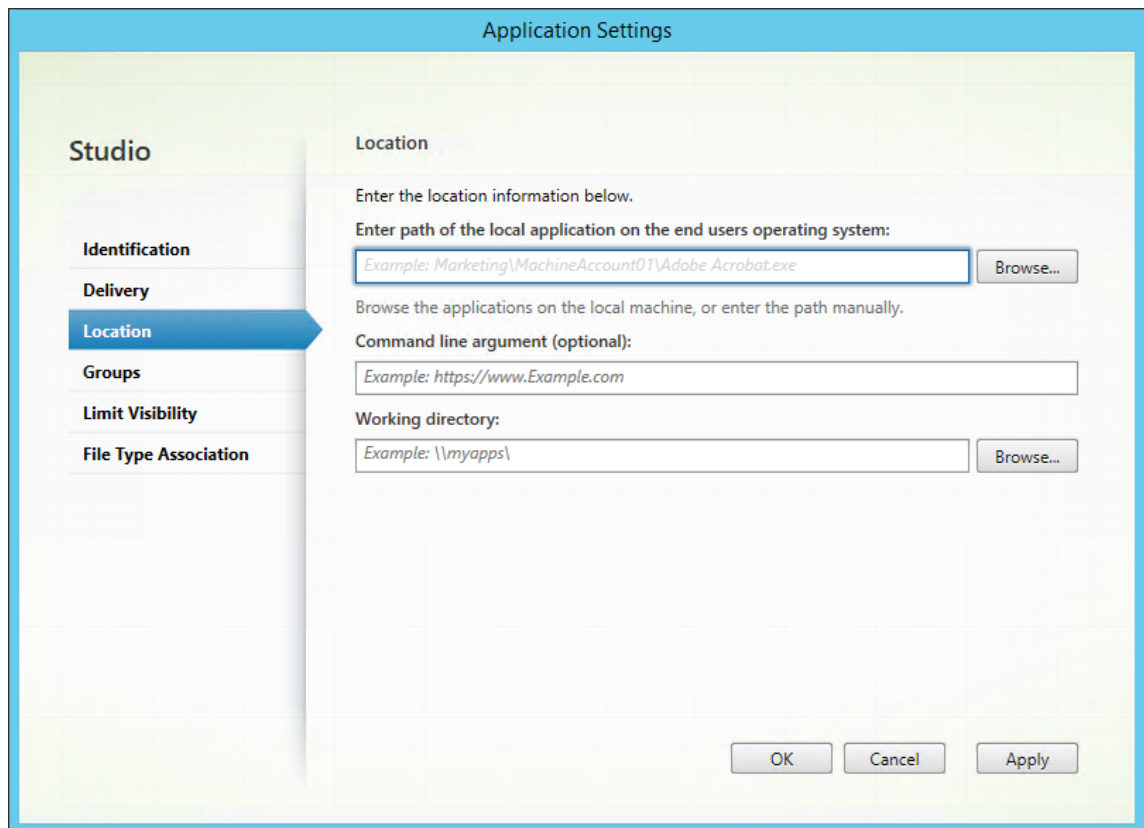 Application Settings
Studio
Identification
Delivery
Location
Groups
Limit Visibility
File Type Association
Location
Enter the location information below.
Enter path of the local application on the end users operating system:
Example: Marketing\MachineAccount01\Adobe Acrobat.exe
Browse...
Browse the applications on the local machine, or enter the path manually.
Command line argument (optional):
Example: https://www.Example.com
Working directory:
Example: \\myapps\
Browse...
OK
Cancel
Apply